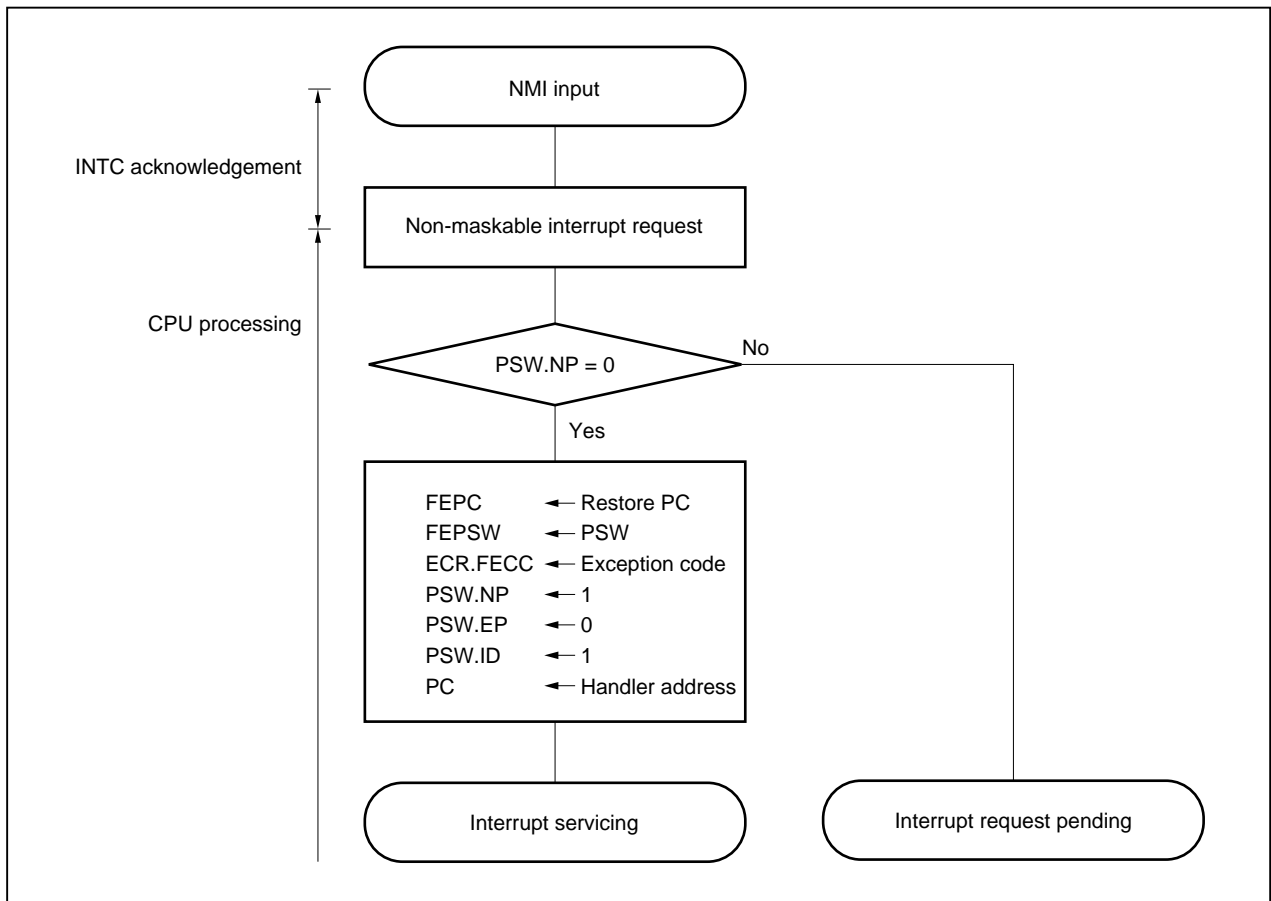 NMI input
INTC acknowledgement
Non-maskable interrupt request
CPU processing
PSW.NP = 0
No
Yes
FEPC ← Restore PC
FEPSW ← PSW
ECR.FECC ← Exception code
PSW.NP ← 1
PSW.EP ← 0
PSW.ID ← 1
PC ← Handler address
Interrupt servicing
Interrupt request pending